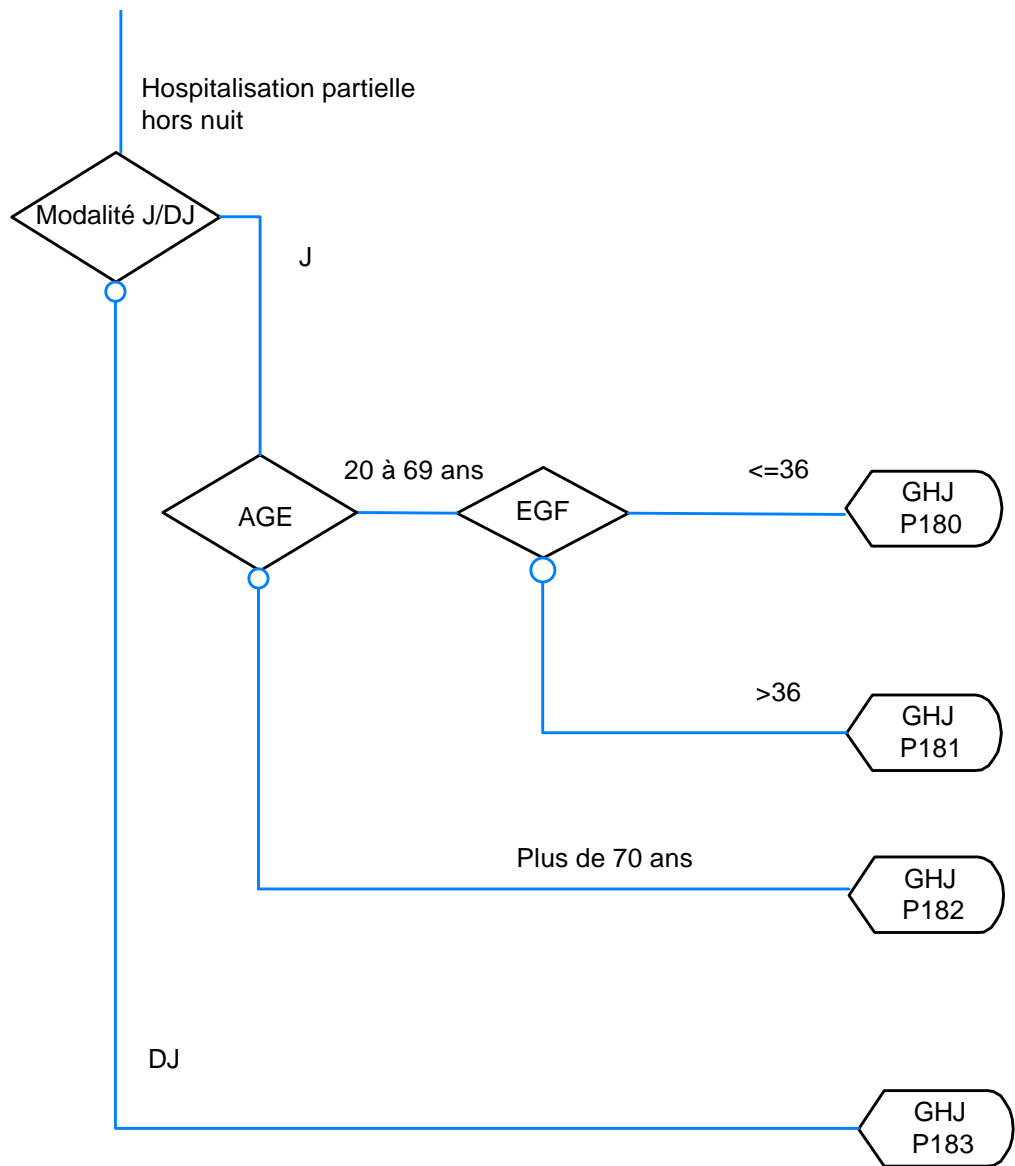 Hospitalisation partielle
hors nuit
Modalité J/DJ
J
20 à 69 ans
<=36
AGE
EGF
GHJ
P180
>36
GHJ
P181
Plus de 70 ans
GHJ
P182
DJ
GHJ
P183